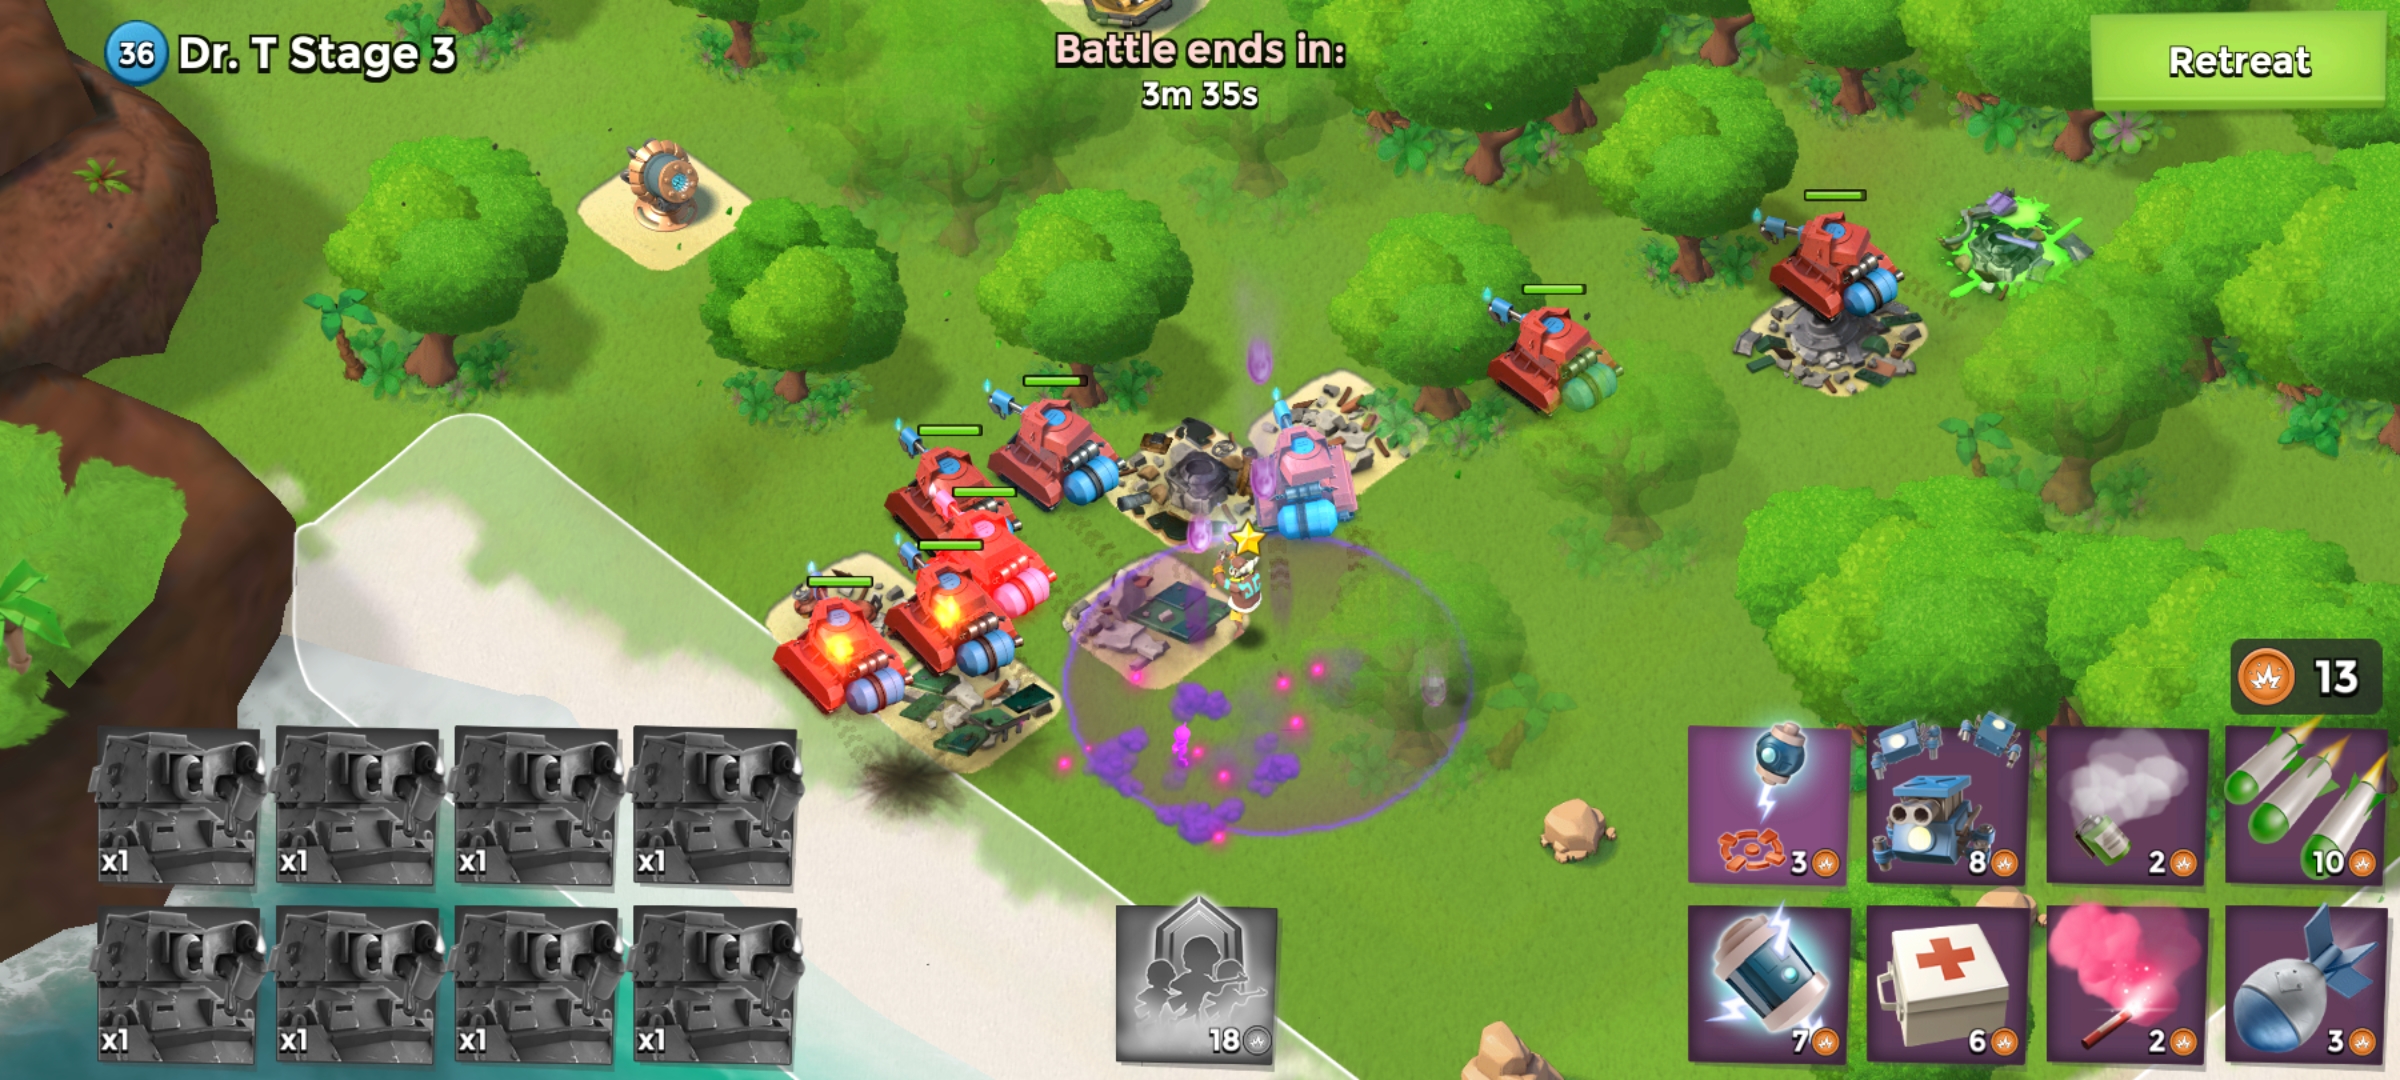 36 Dr. T Stage 3
Battle ends in:
3m 35s
Retreat
13
3
8
2
10
7
6
2
3
x1
x1
x1
x1
x1
x1
x1
x1
18